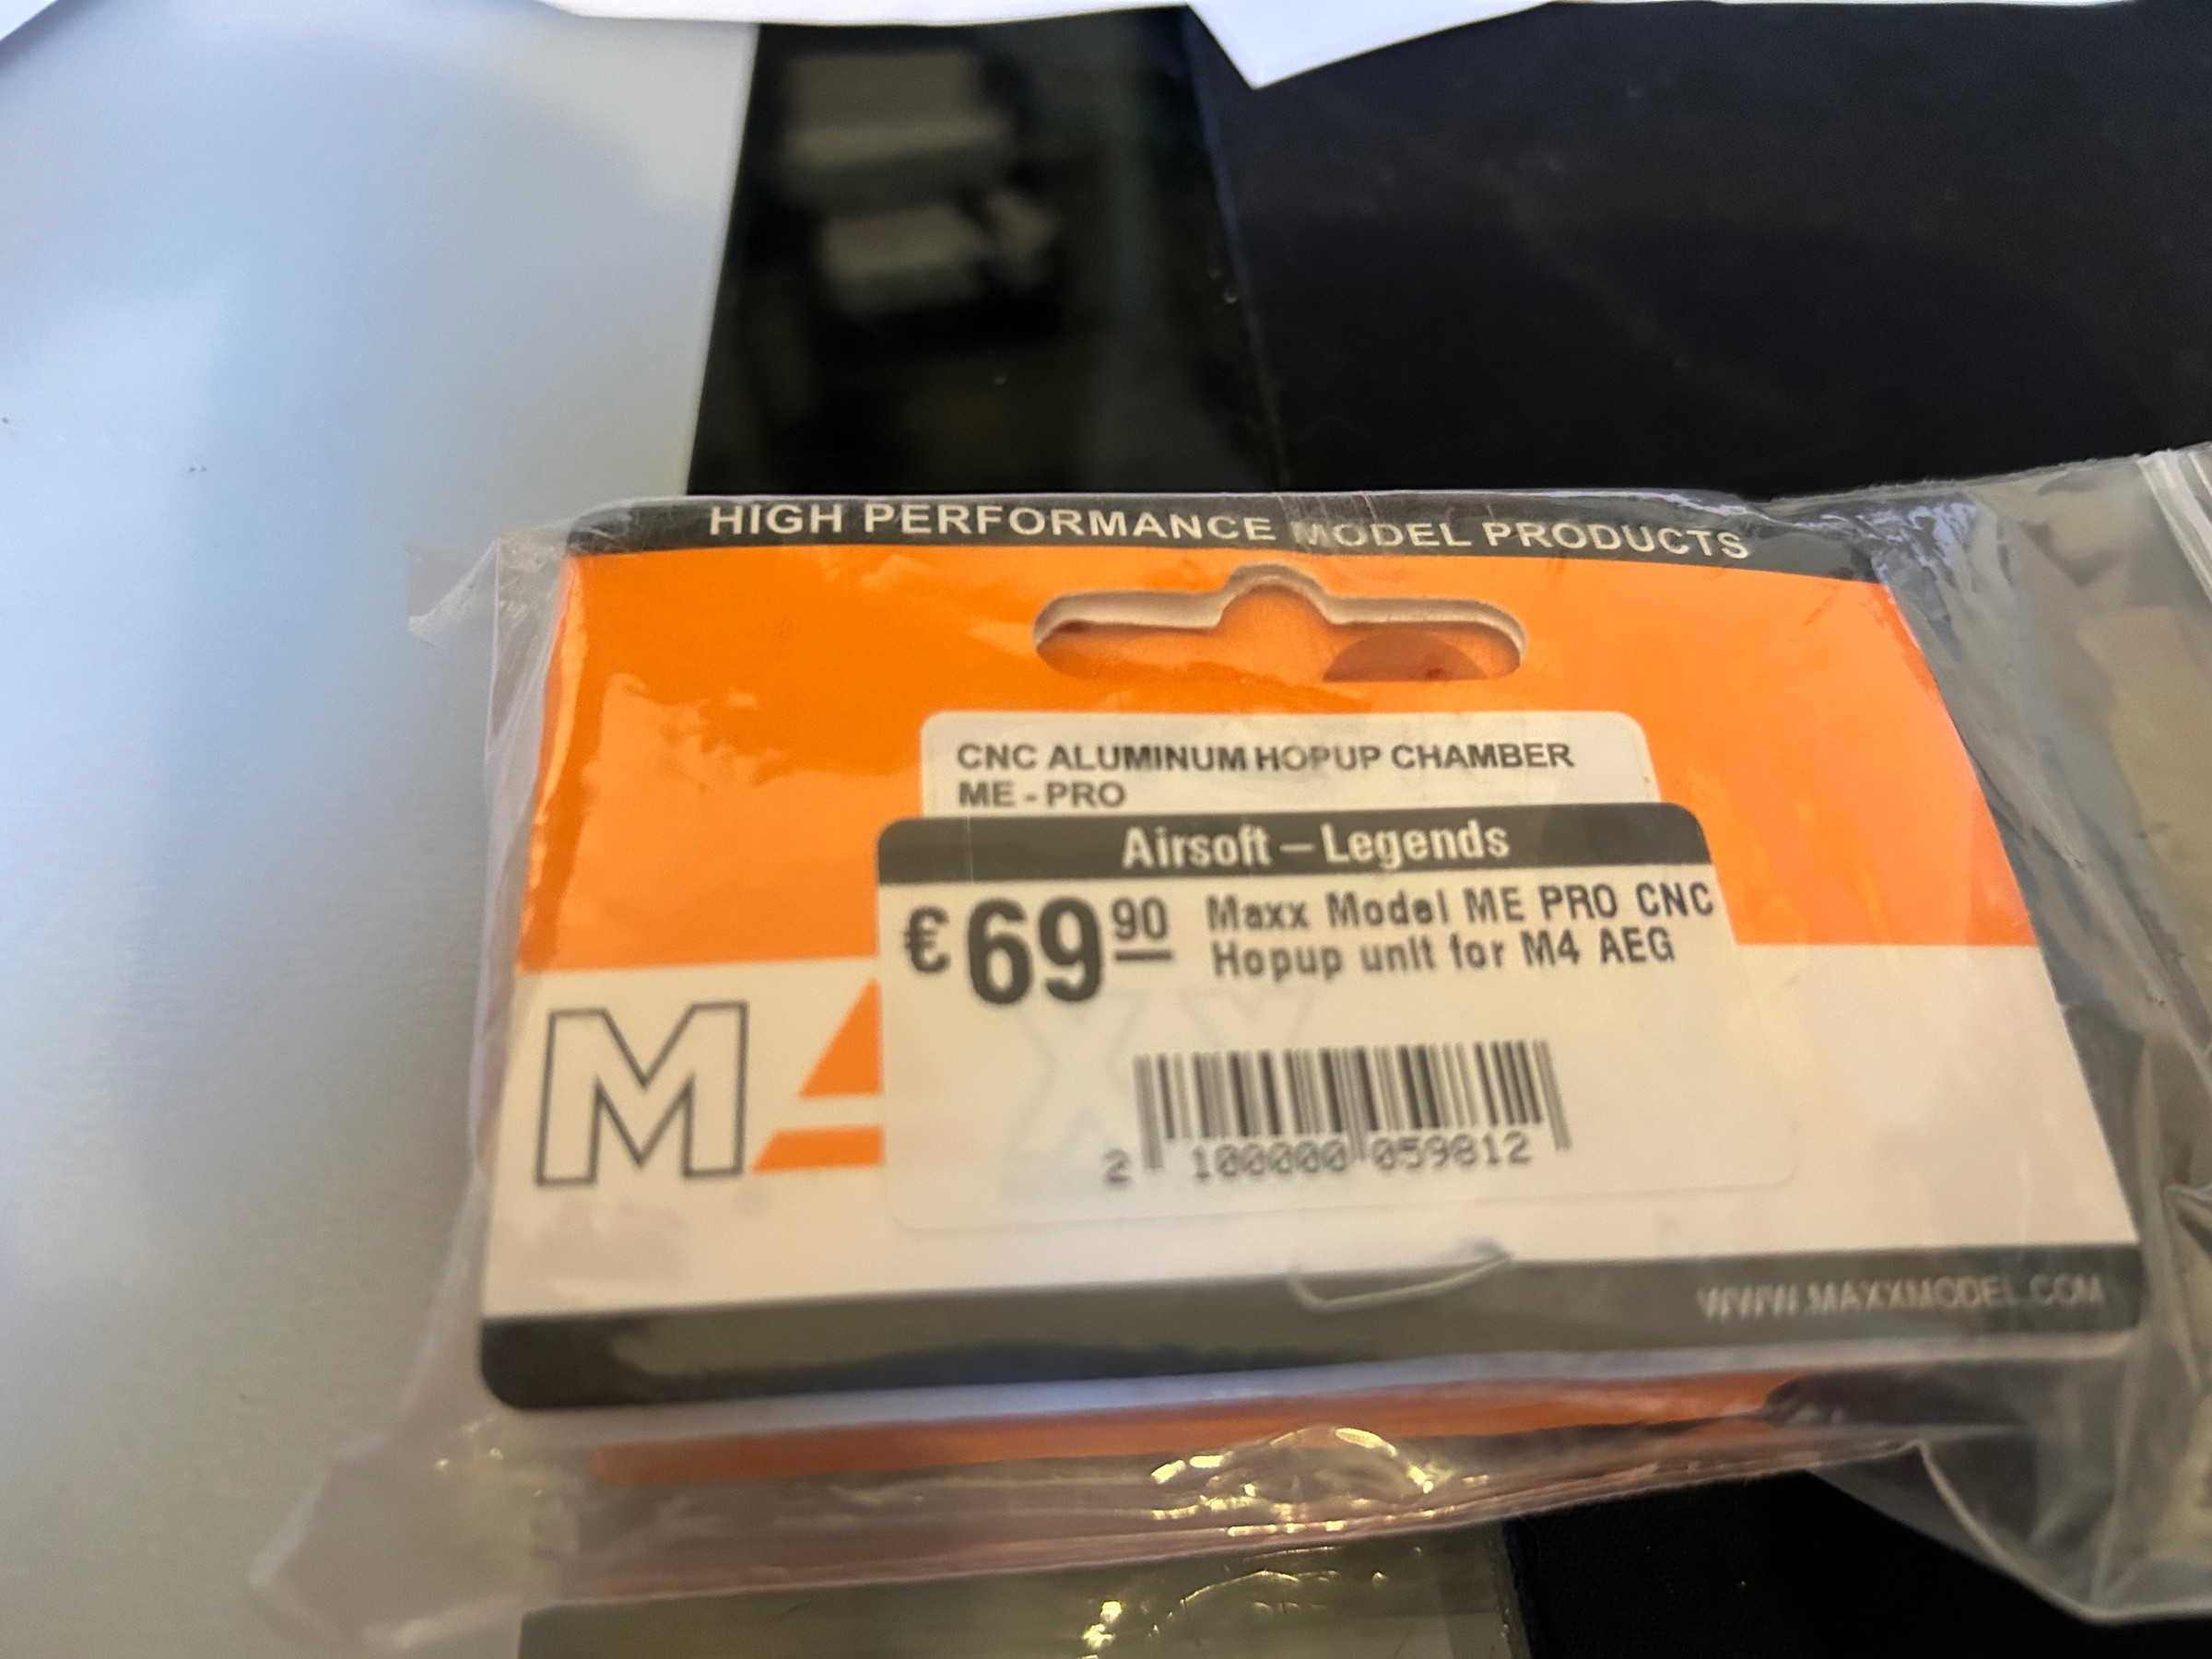 HIGH PERFORMANCE MODEL PRODUCTS
CNC ALUMINUM HOPUP CHAMBER
ME - PRO
Airsoft – Legends
€69 90
Maxx Model ME PRO CNC
Hopup unit for M4 AEG
MA
2 100000 059812
WWW.MAXXMODEL.COM